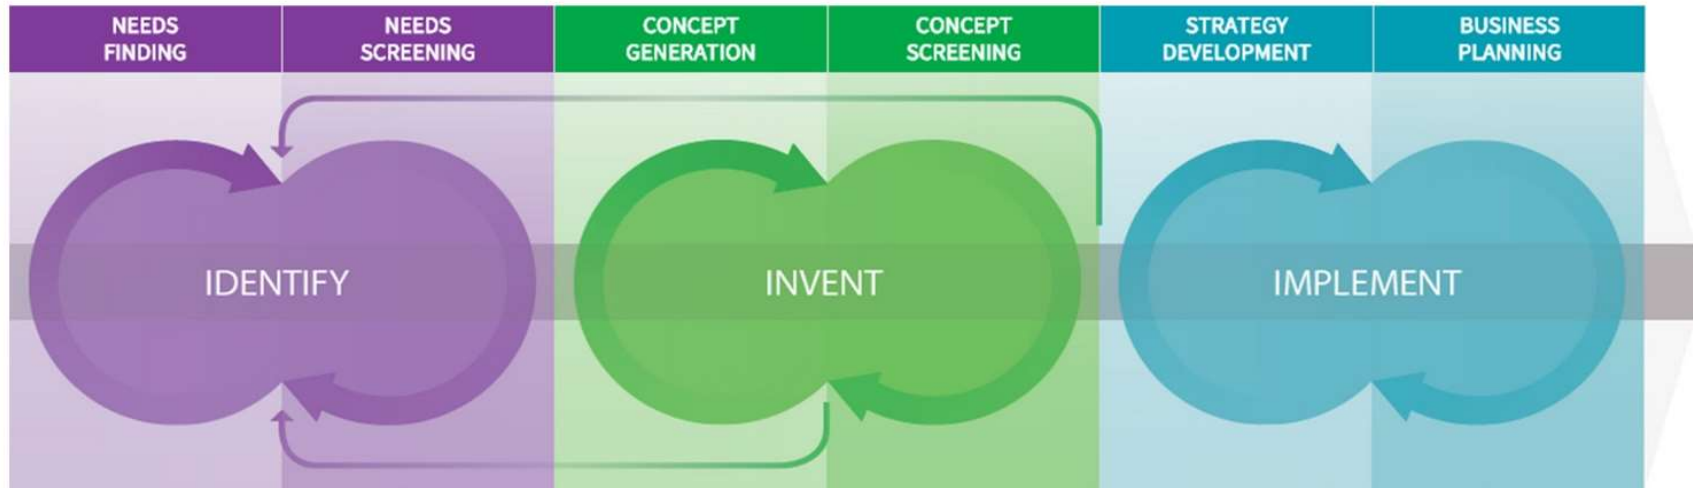 NEEDS
FINDING
NEEDS
SCREENING
CONCEPT
GENERATION
CONCEPT
SCREENING
STRATEGY
DEVELOPMENT
BUSINESS
PLANNING
IDENTIFY
INVENT
IMPLEMENT